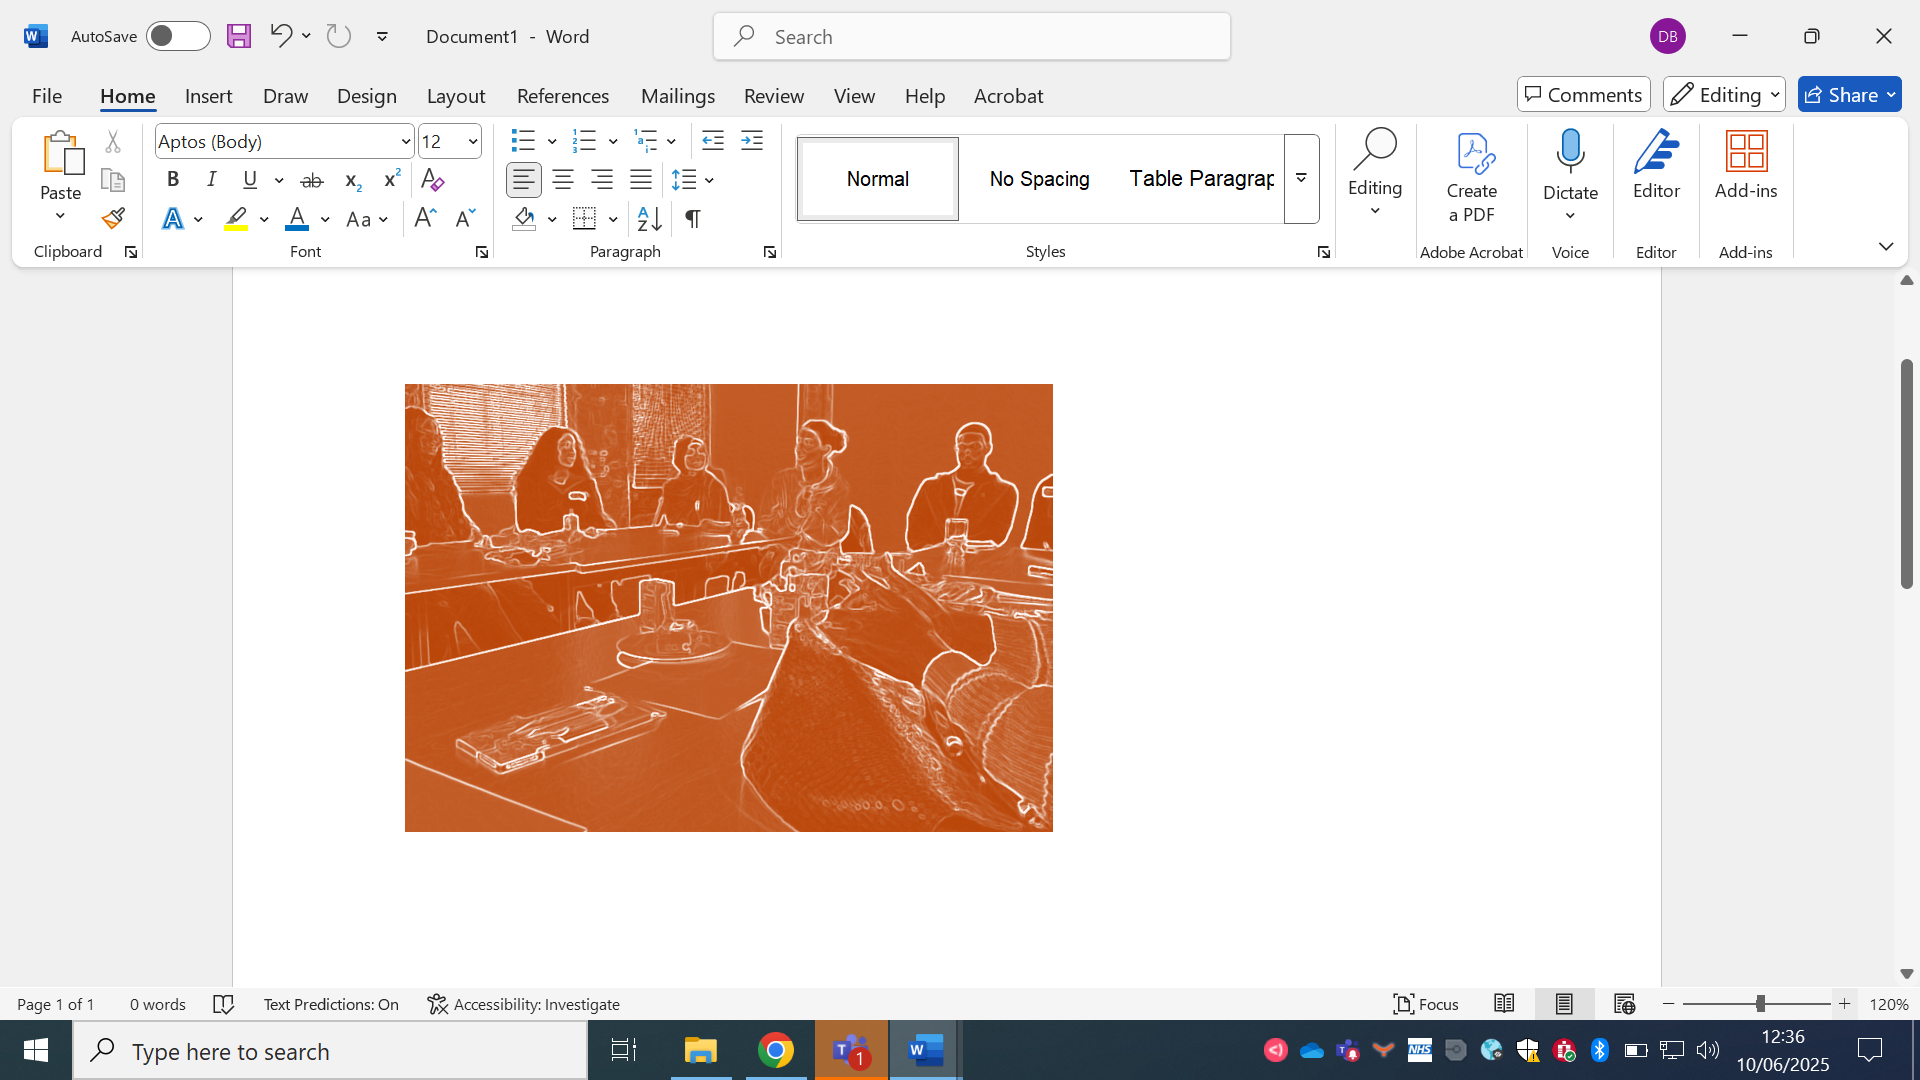 AutoSave
Document1 - Word
Search
DB
File Home Insert Draw Design Layout References Mailings Review View Help Acrobat
Comments Editing Share
Aptos (Body) 12
Paste
Normal
No Spacing
Table Paragrap
Editing
Create
a PDF
Dictate
Editor
Add-ins
Clipboard Font Paragraph Styles Adobe Acrobat Voice Editor Add-ins
Page 1 of 1 0 words Text Predictions: On Accessibility: Investigate Focus 120%
Type here to search
1
NHS
12:36
10/06/2025